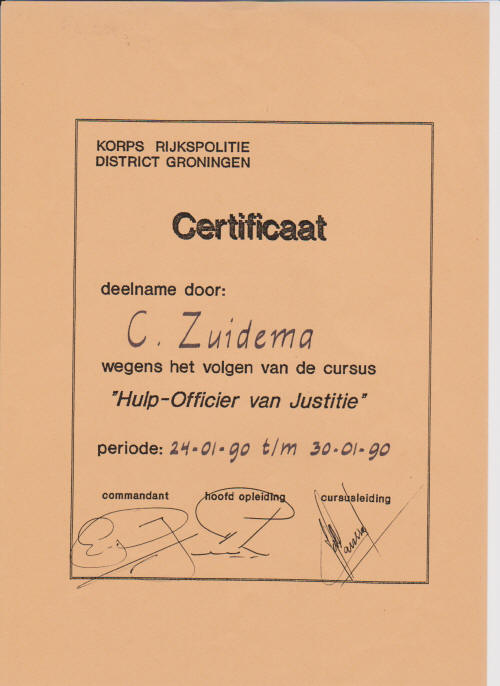 KORPS RIJKSPOLITIE
DISTRICT GRONINGEN
Certificaat
deelname door:
C. Zuidema
wegens het volgen van de cursus
"Hulp-Officier van Justitie"
periode: 24-01-90 t/m 30-01-90
commandant hoofd opleiding cursusleiding